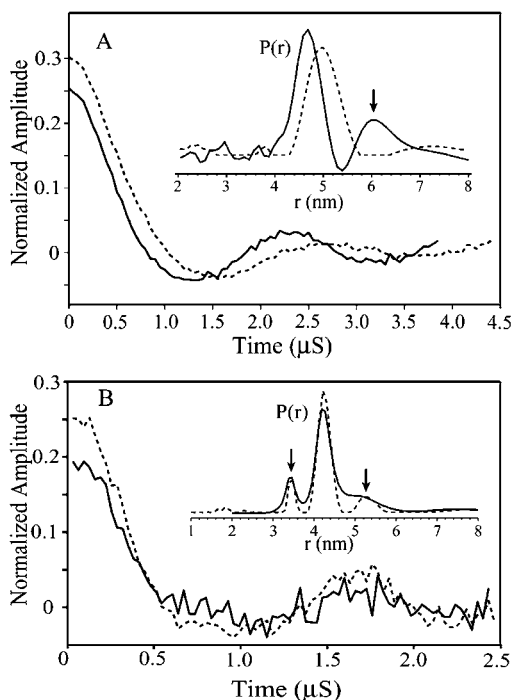 A
Normalized Amplitude
0.3
0.2
0.1
0
P(r)
2 3 4 5 6 7 8
r (nm)
0 0.5 1.0 1.5 2.0 2.5 3.0 3.5 4.0 4.5
Time (μS)
B
Normalized Amplitude
0.3
0.2
0.1
0
P(r)
1 2 3 4 5 6 7 8
r (nm)
0 0.5 1.0 1.5 2.0 2.5
Time (μS)